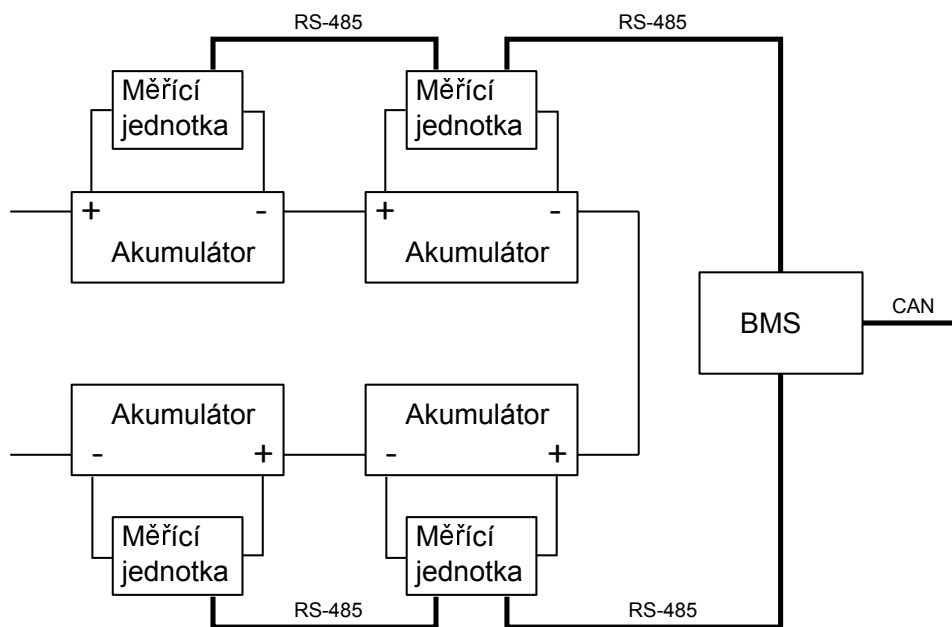 RS-485
RS-485
Měřící
jednotka
Měřící
jednotka
+ -
Akumulátor
+ -
Akumulátor
BMS
CAN
Akumulátor
- +
Akumulátor
- +
Měřící
jednotka
Měřící
jednotka
RS-485
RS-485